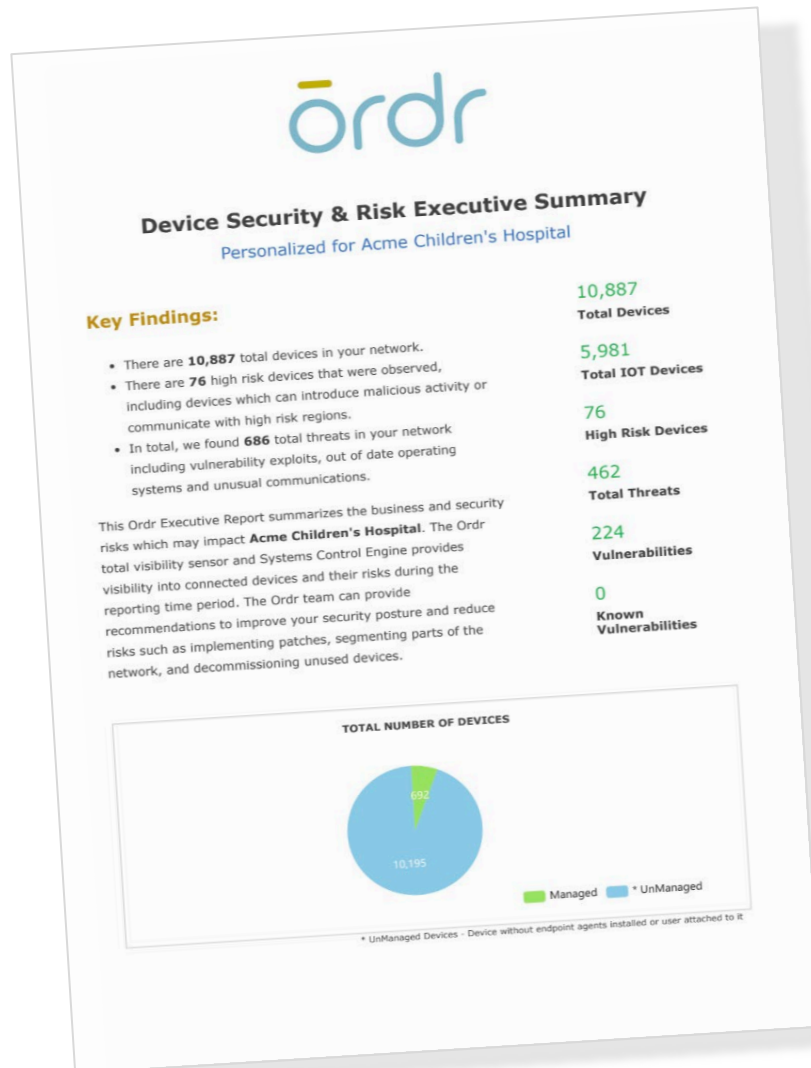 ōrdr
Device Security & Risk Executive Summary
Personalized for Acme Children's Hospital
Key Findings:
• There are 10,887 total devices in your network.
• There are 76 high risk devices that were observed,
including devices which can introduce malicious activity or
communicate with high risk regions.
• In total, we found 686 total threats in your network
including vulnerability exploits, out of date operating
systems and unusual communications.
This Ordr Executive Report summarizes the business and security
risks which may impact Acme Children's Hospital. The Ordr
total visibility sensor and Systems Control Engine provides
visibility into connected devices and their risks during the
reporting time period. The Ordr team can provide
recommendations to improve your security posture and reduce
risks such as implementing patches, segmenting parts of the
network, and decommissioning unused devices.
10,887
Total Devices
5,981
Total IOT Devices
76
High Risk Devices
462
Total Threats
224
Vulnerabilities
0
Known
Vulnerabilities
TOTAL NUMBER OF DEVICES
692
10,195
Managed * UnManaged
* UnManaged Devices - Device without endpoint agents installed or user attached to it